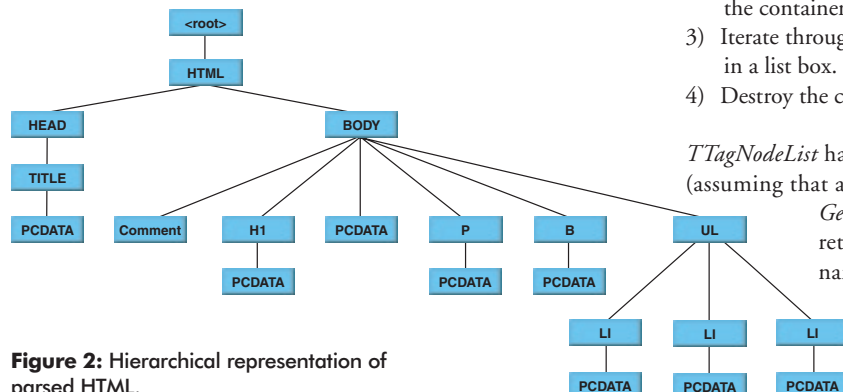 <root>
HTML
HEAD
BODY
TITLE
PCDATA
Comment
H1
PCDATA
P
B
UL
PCDATA
PCDATA
PCDATA
LI
LI
LI
PCDATA
PCDATA
PCDATA
Figure 2: Hierarchical representation of
parsed HTML.
the container
3) Iterate throug
in a list box.
4) Destroy the c
TTagNodeList ha
(assuming that a
Ge
ret
na